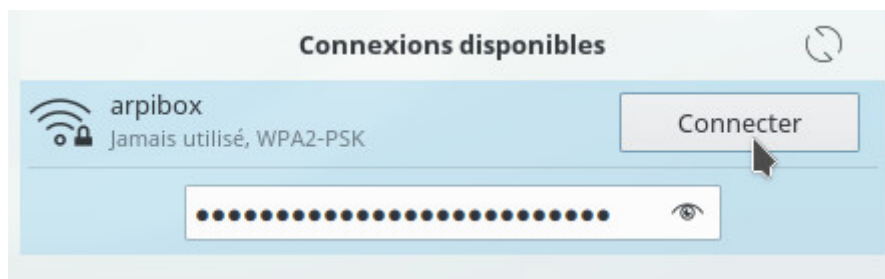 Connexions disponibles
arpibox
Connecter
Jamais utilisé, WPA2-PSK